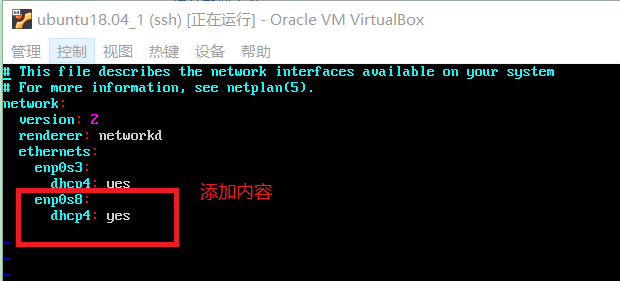 ubuntu18.04_1 (ssh) [正在运行] - Oracle VM VirtualBox
管理 控制 视图 热键 设备 帮助
# This file describes the network interfaces available on your system
# For more information, see netplan(5).
network:
  version: 2
  renderer: networkd
  ethernets:
    enp0s3:
      dhcp4: yes
    enp0s8:
      dhcp4: yes
添加内容
~
~
~